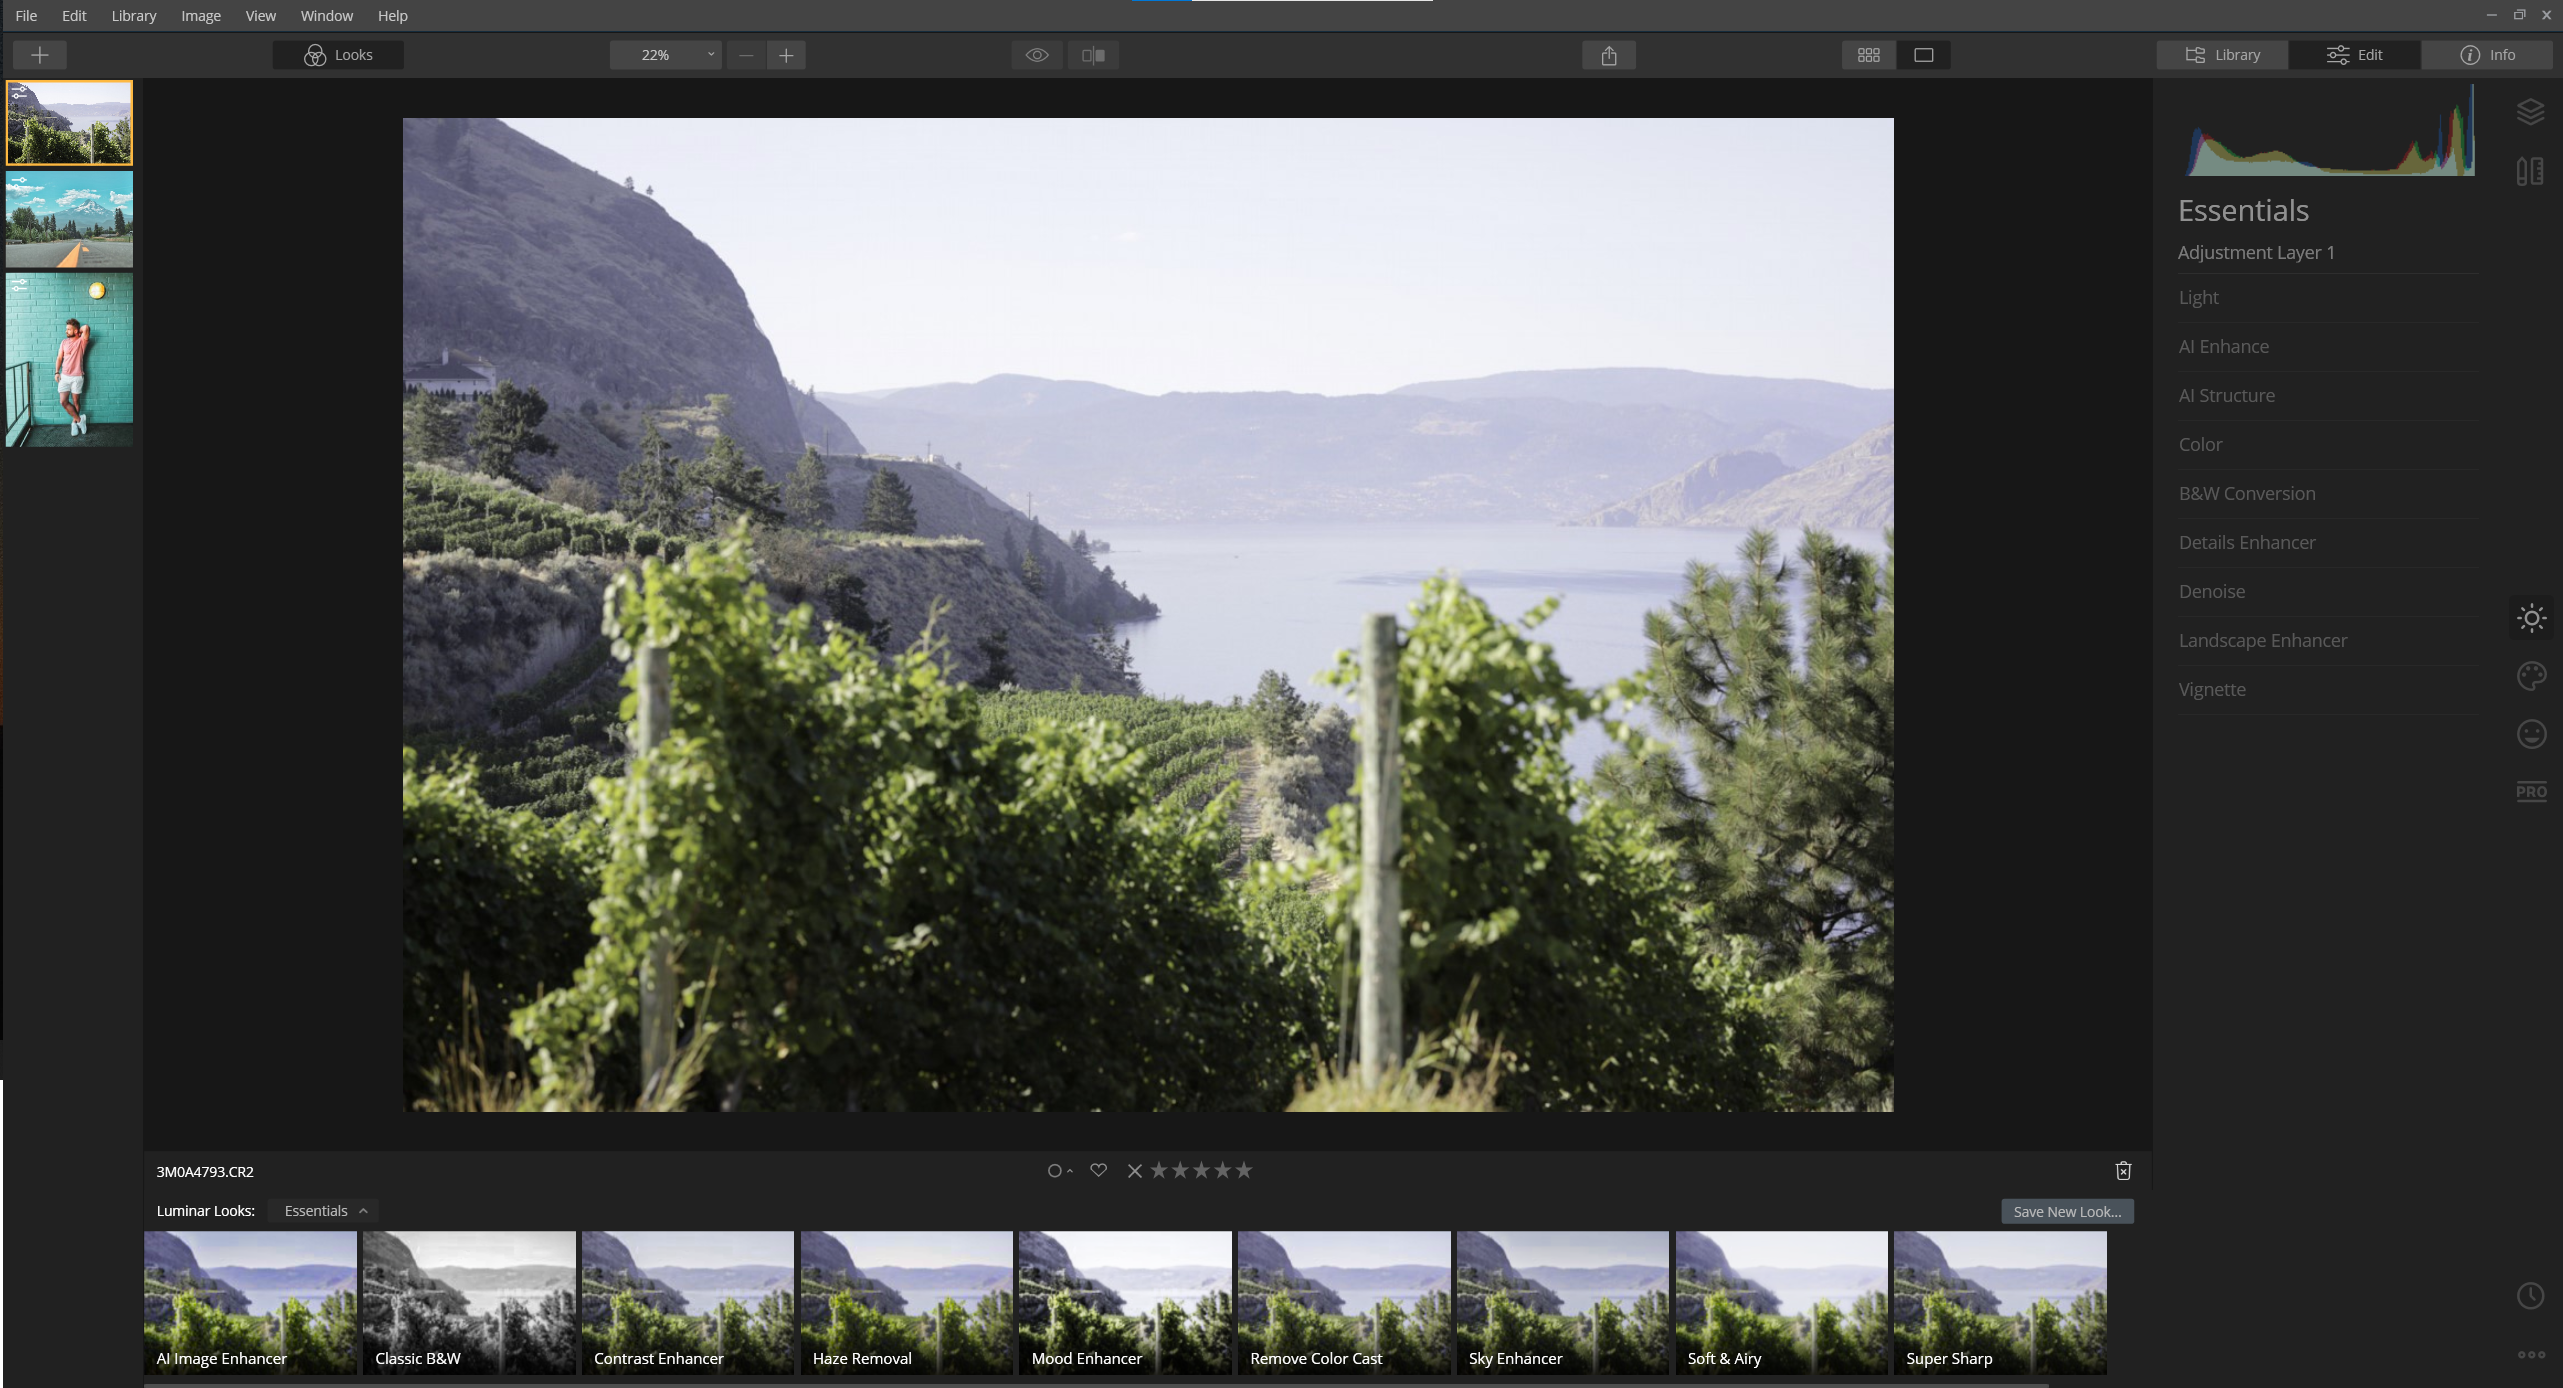 File Edit Library Image View Window Help
Looks 22% Library Edit Info
Essentials
Adjustment Layer 1
Light
AI Enhance
AI Structure
Color
B&W Conversion
Details Enhancer
Denoise
Landscape Enhancer
Vignette
PRO
3M0A4793.CR2
Luminar Looks: Essentials Save New Look...
AI Image Enhancer Classic B&W Contrast Enhancer Haze Removal Mood Enhancer Remove Color Cast Sky Enhancer Soft & Airy Super Sharp